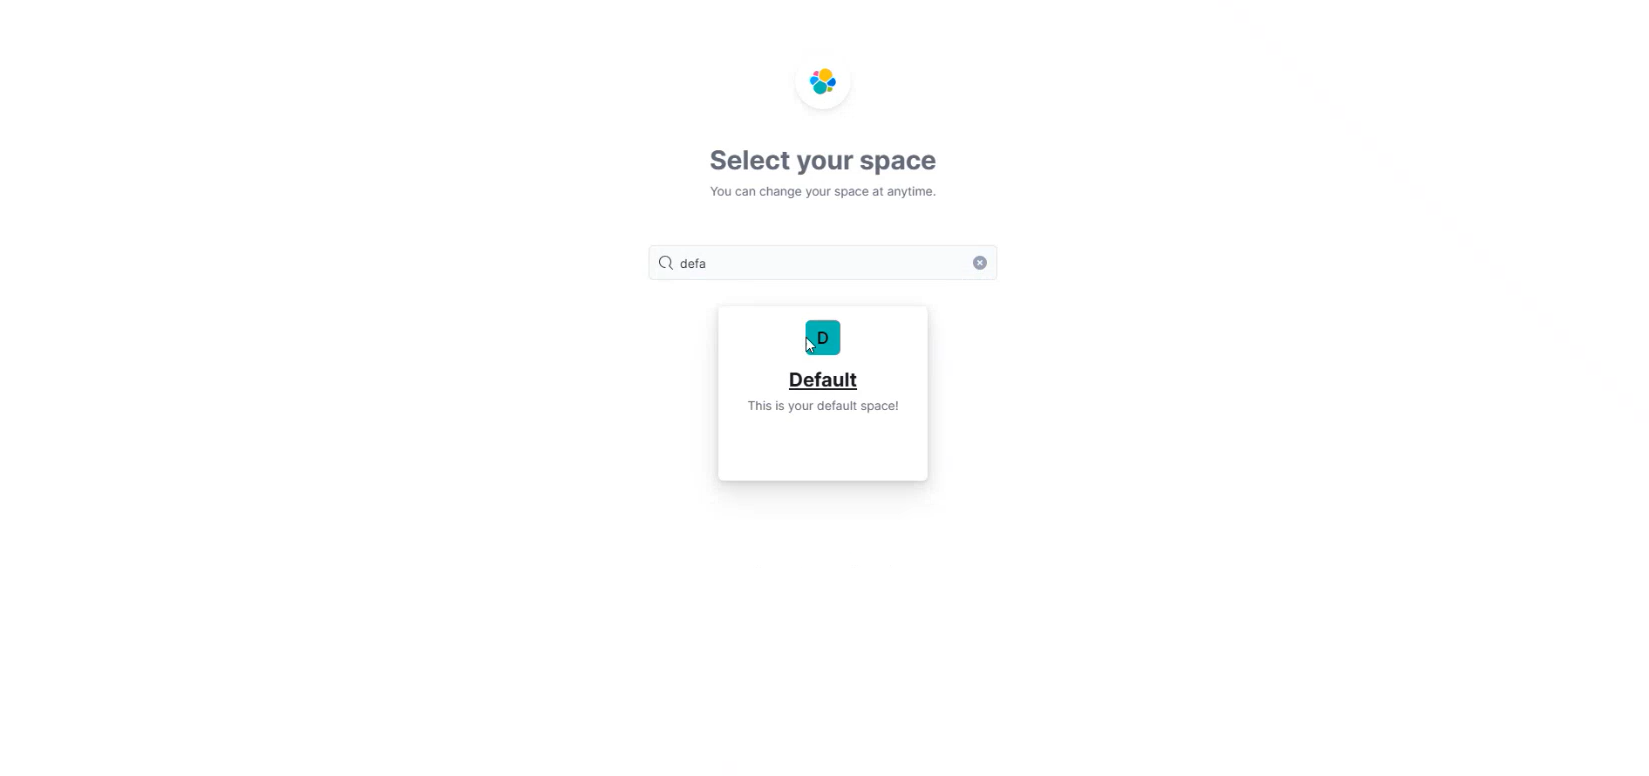 Select your space
You can change your space at anytime.
defa
D
Default
This is your default space!